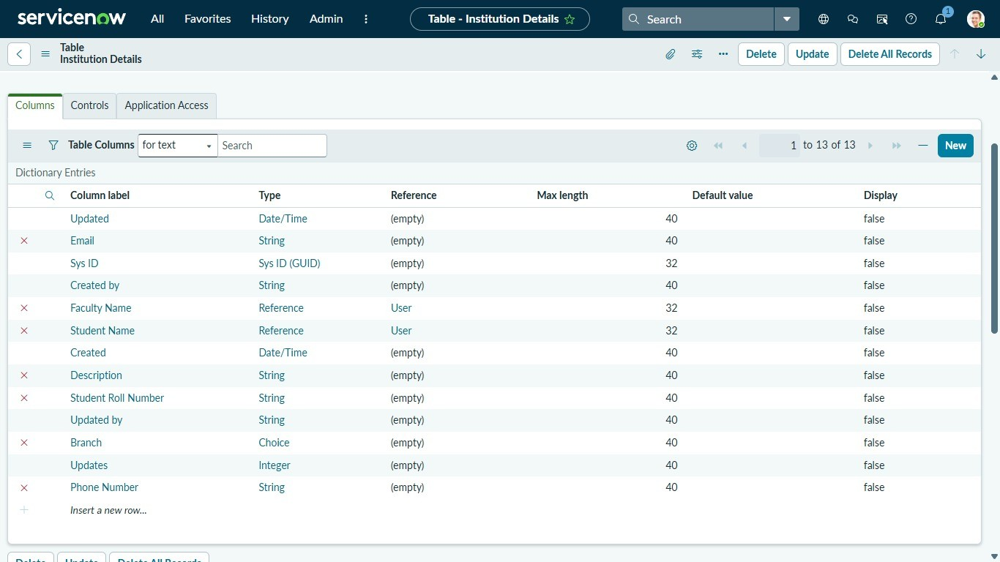 servicenow All Favorites History Admin Table - Institution Details Search 1
Table
Institution Details
Delete Update Delete All Records
Columns Controls Application Access
Table Columns for text Search 1 to 13 of 13 New
Dictionary Entries
Column label Type Reference Max length Default value Display
Updated Date/Time (empty) 40 false
Email String (empty) 40 false
Sys ID Sys ID (GUID) (empty) 32 false
Created by String (empty) 40 false
Faculty Name Reference User 32 false
Student Name Reference User 32 false
Created Date/Time (empty) 40 false
Description String (empty) 40 false
Student Roll Number String (empty) 40 false
Updated by String (empty) 40 false
Branch Choice (empty) 40 false
Updates Integer (empty) 40 false
Phone Number String (empty) 40 false
Insert a new row...
Delete Update Delete All Records